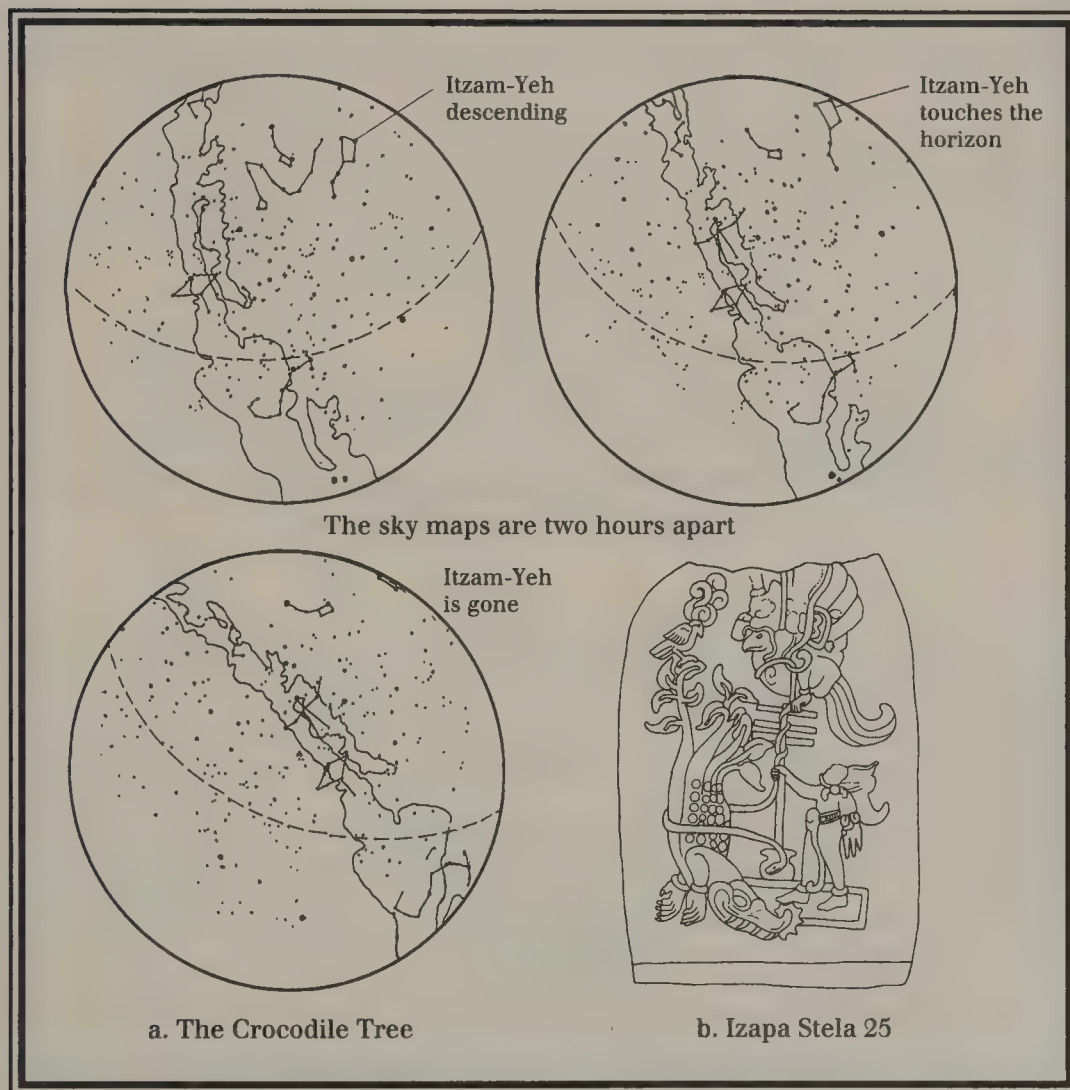 Itzam-Yeh
descending
Itzam-Yeh
touches the
horizon
The sky maps are two hours apart
Itzam-Yeh
is gone
a. The Crocodile Tree
b. Izapa Stela 25